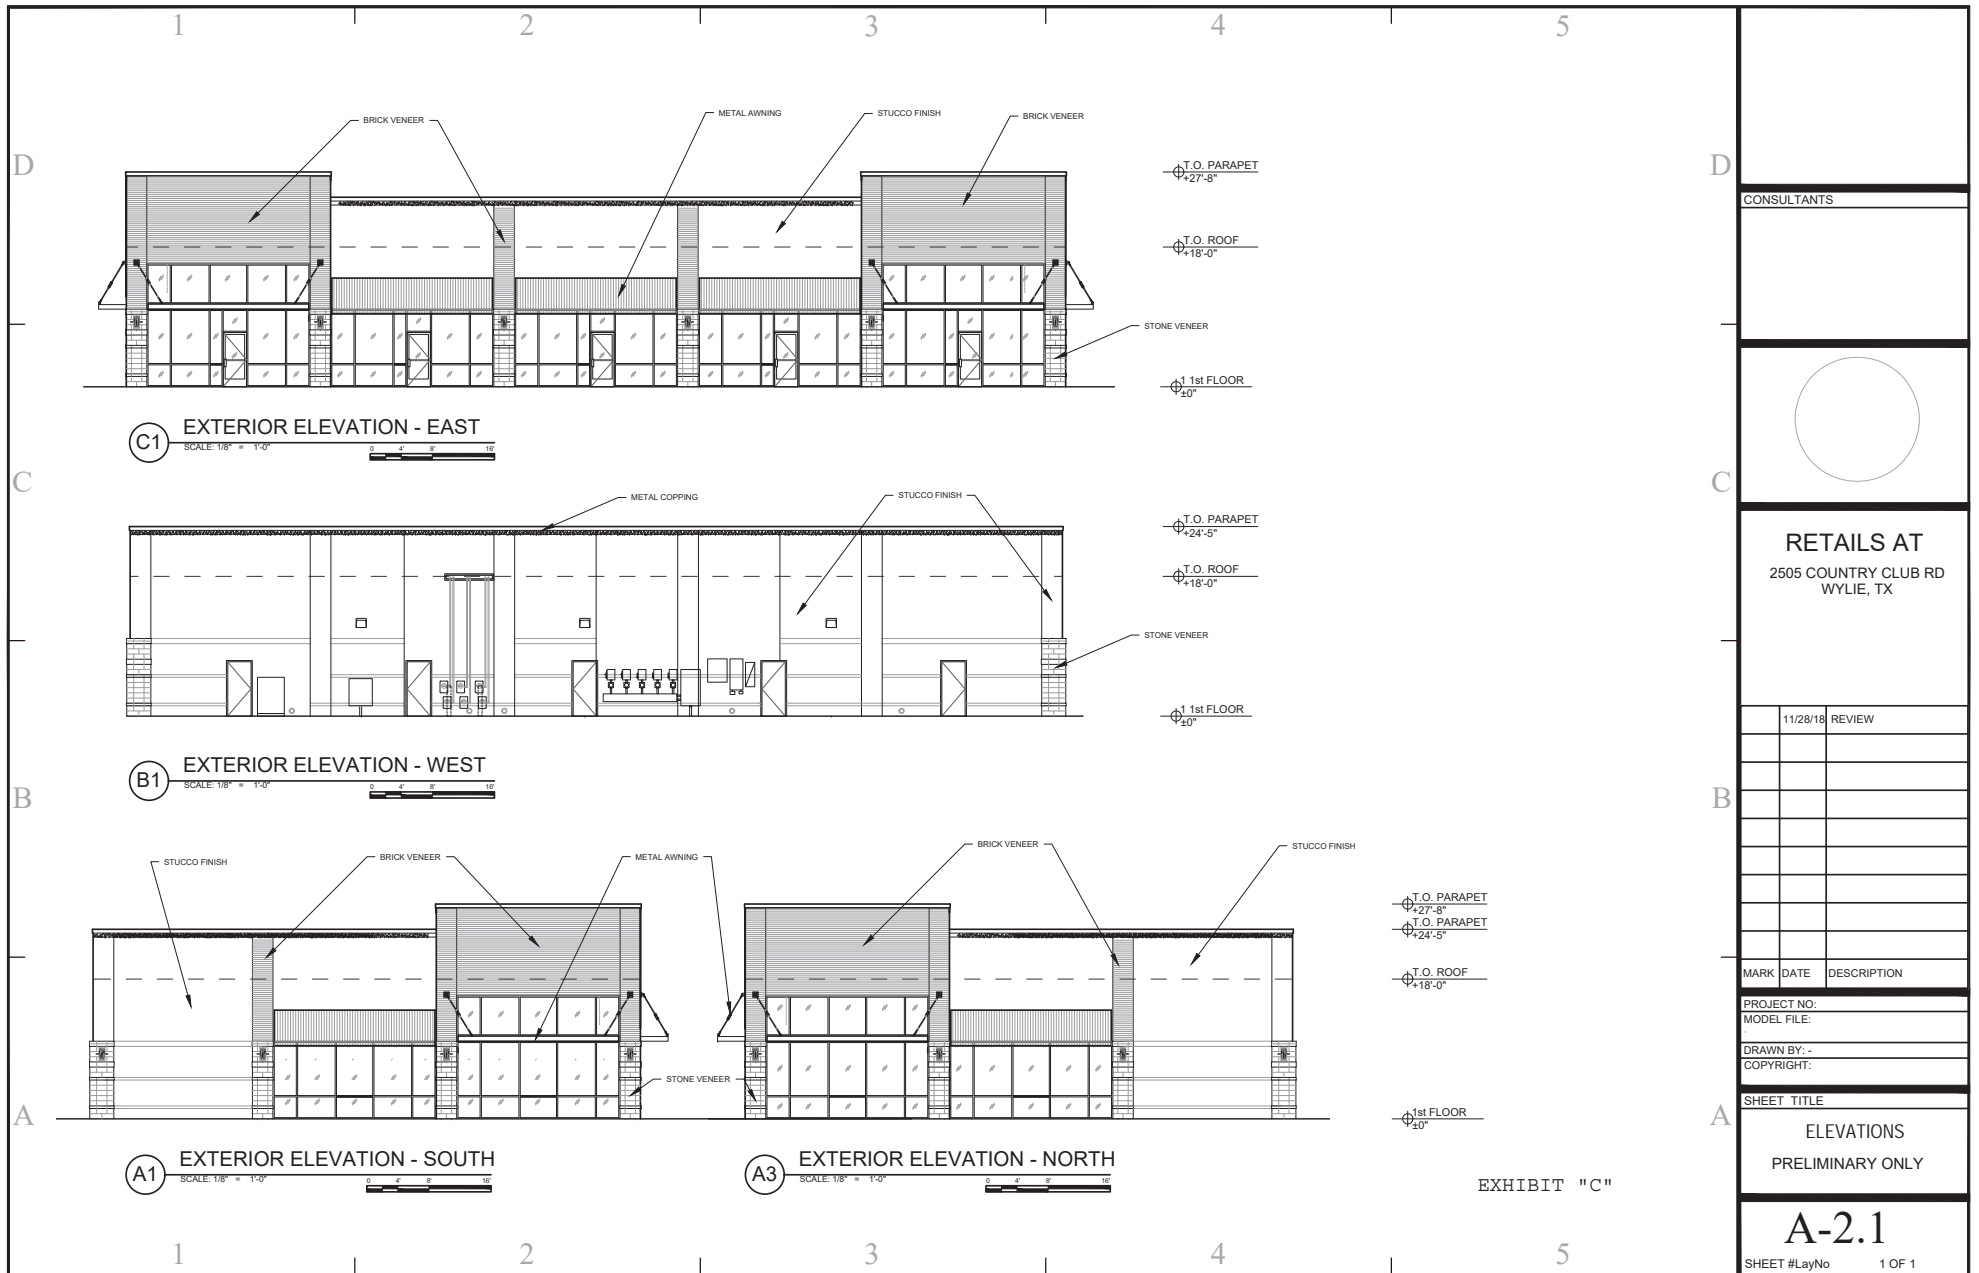 1 2 3 4 5
D
BRICK VENEER
METAL AWNING
STUCCO FINISH
BRICK VENEER
T.O. PARAPET
+27'-8"
T.O. ROOF
+18'-0"
STONE VENEER
1 1st FLOOR
±0"
C1
EXTERIOR ELEVATION - EAST
SCALE: 1/8" = 1'-0"
0 4' 8' 16'
C
METAL COPPING
STUCCO FINISH
T.O. PARAPET
+24'-5"
T.O. ROOF
+18'-0"
STONE VENEER
1 1st FLOOR
±0"
B1
EXTERIOR ELEVATION - WEST
SCALE: 1/8" = 1'-0"
0 4' 8' 16'
B
STUCCO FINISH
BRICK VENEER
METAL AWNING
BRICK VENEER
STUCCO FINISH
T.O. PARAPET
+27'-8"
T.O. PARAPET
+24'-5"
T.O. ROOF
+18'-0"
STONE VENEER
1st FLOOR
±0"
A
A1
EXTERIOR ELEVATION - SOUTH
SCALE: 1/8" = 1'-0"
0 4' 8' 16'
A3
EXTERIOR ELEVATION - NORTH
SCALE: 1/8" = 1'-0"
0 4' 8' 16'
EXHIBIT "C"
1 2 3 4 5
D
C
B
A
CONSULTANTS
RETAILS AT
2505 COUNTRY CLUB RD
WYLIE, TX
11/28/18 REVIEW
MARK DATE DESCRIPTION
PROJECT NO:
MODEL FILE:
DRAWN BY: -
COPYRIGHT:
SHEET TITLE
ELEVATIONS
PRELIMINARY ONLY
A-2.1
SHEET #LayNo 1 OF 1